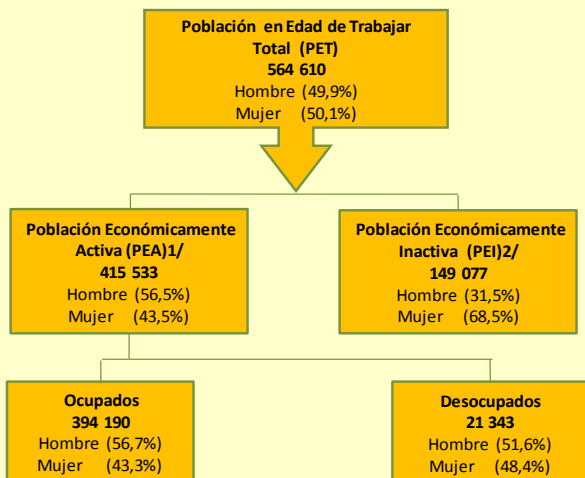 Población en Edad de Trabajar
Total (PET)
564 610
Hombre (49,9%)
Mujer (50,1%)
Población Económicamente
Activa (PEA)1/
415 533
Hombre (56,5%)
Mujer (43,5%)
Población Económicamente
Inactiva (PEI)2/
149 077
Hombre (31,5%)
Mujer (68,5%)
Ocupados
394 190
Hombre (56,7%)
Mujer (43,3%)
Desocupados
21 343
Hombre (51,6%)
Mujer (48,4%)